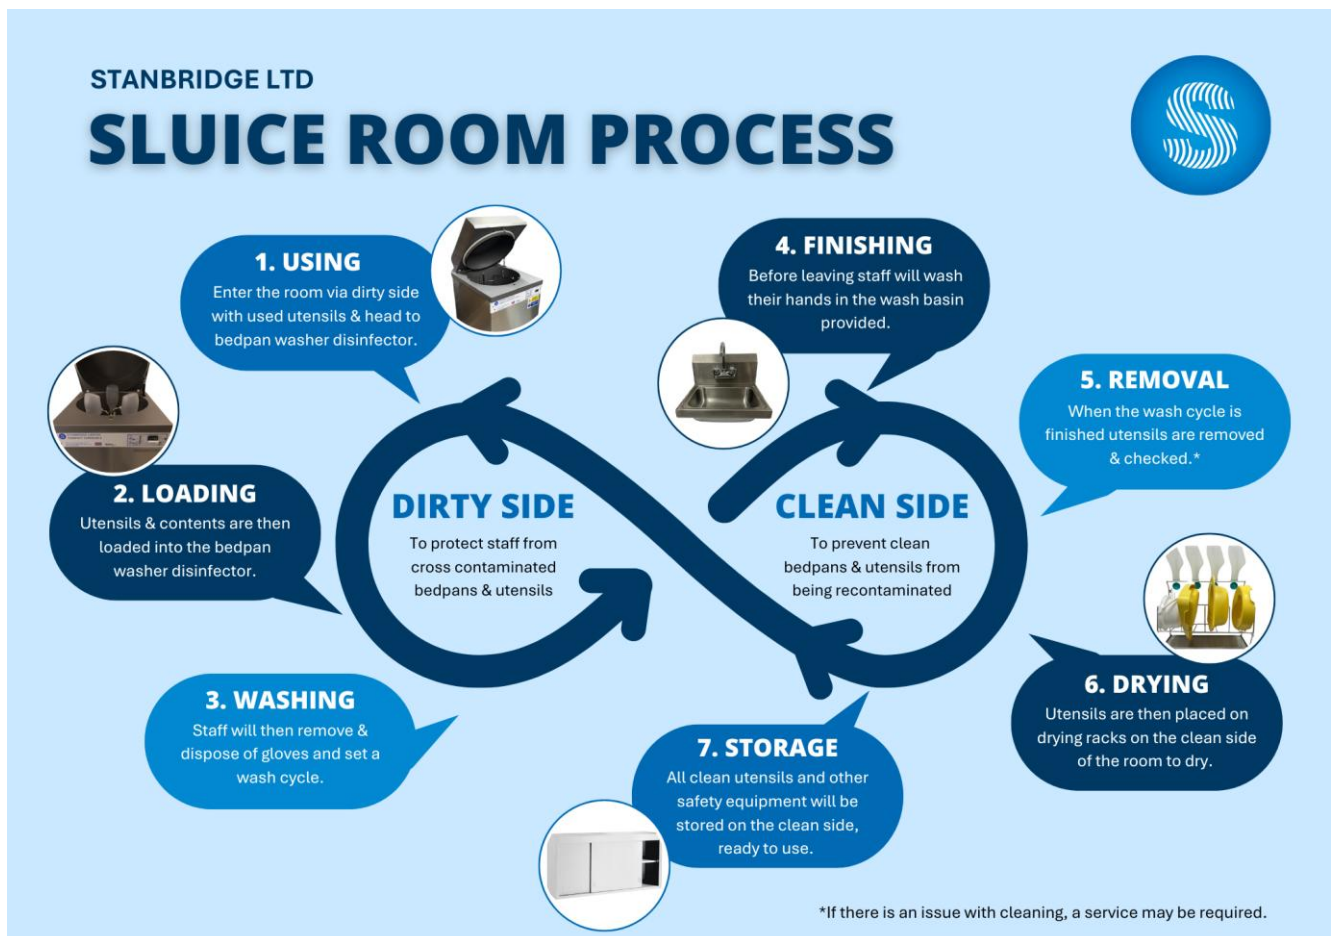 STANBRIDGE LTD
SLUICE ROOM PROCESS
S
1. USING
Enter the room via dirty side
with used utensils & head to
bedpan washer disinfector.
2. LOADING
Utensils & contents are then
loaded into the bedpan
washer disinfector.
3. WASHING
Staff will then remove &
dispose of gloves and set a
wash cycle.
DIRTY SIDE
To protect staff from
cross contaminated
bedpans & utensils
4. FINISHING
Before leaving staff will wash
their hands in the wash basin
provided.
CLEAN SIDE
To prevent clean
bedpans & utensils from
being recontaminated
5. REMOVAL
When the wash cycle is
finished utensils are removed
& checked.*
6. DRYING
Utensils are then placed on
drying racks on the clean side
of the room to dry.
7. STORAGE
All clean utensils and other
safety equipment will be
stored on the clean side,
ready to use.
*If there is an issue with cleaning, a service may be required.